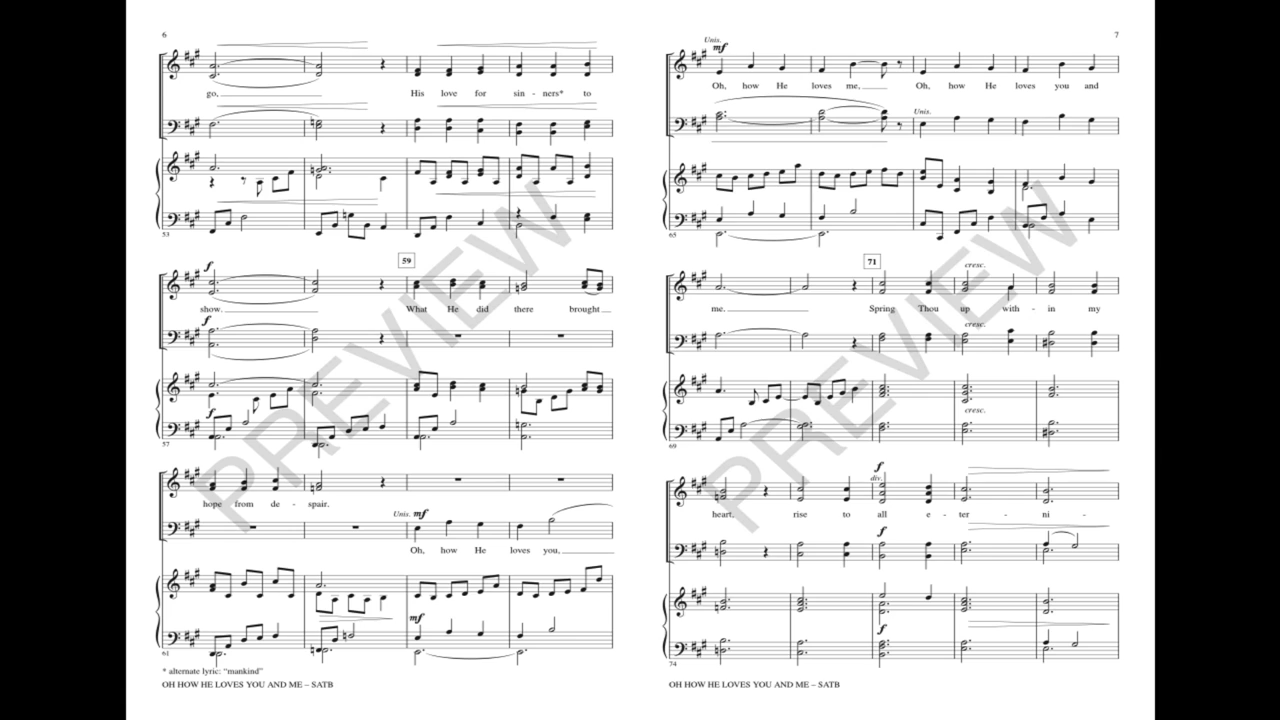 6
go,
His love for sin - ners* to
53
f
59
show.
What He did there brought
f
f
57
hope from de - spair.
Unis. mf
Oh, how He loves you,
mf
61
* alternate lyric: “mankind”
OH HOW HE LOVES YOU AND ME – SATB
PREVIEW
7
Unis.
mf
Oh, how He loves me, Oh, how He loves you and
Unis.
65
71
cresc.
me. Spring Thou up with - in my
cresc.
cresc.
69
f
div.
heart, rise to all e - ter - ni -
f
f
74
OH HOW HE LOVES YOU AND ME – SATB
PREVIEW